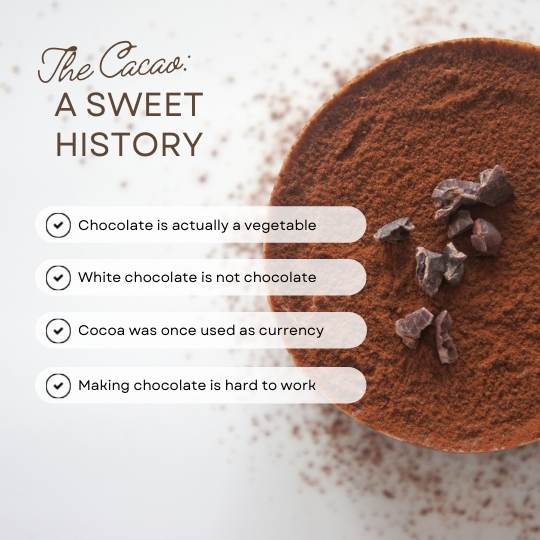 The Cacao:
A SWEET
HISTORY
Chocolate is actually a vegetable
White chocolate is not chocolate
Cocoa was once used as currency
Making chocolate is hard to work